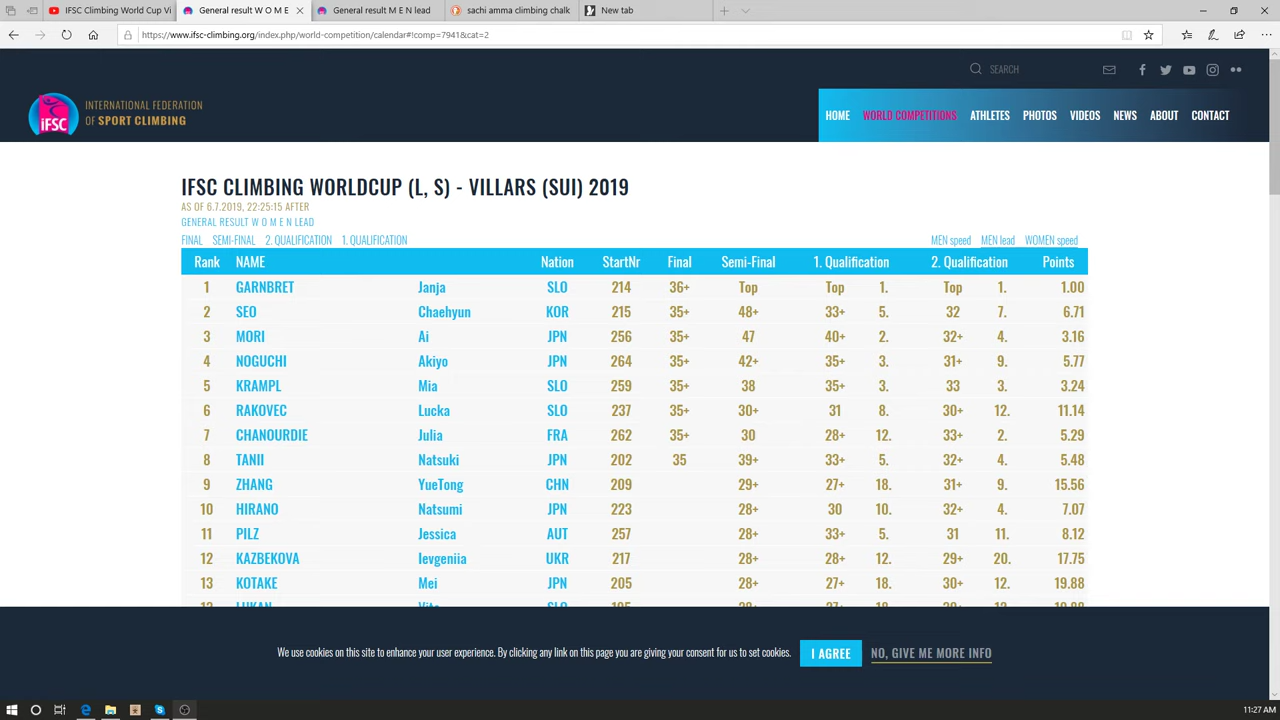 IFSC Climbing World Cup Vi
General result W O M E
General result M E N lead
sachi amma climbing chalk
New tab
https://www.ifsc-climbing.org/index.php/world-competition/calendar#!comp=7941&cat=2
SEARCH
iFSC INTERNATIONAL FEDERATION
OF SPORT CLIMBING
HOME WORLD COMPETITIONS ATHLETES PHOTOS VIDEOS NEWS ABOUT CONTACT
IFSC CLIMBING WORLDCUP (L, S) - VILLARS (SUI) 2019
AS OF 6.7.2019, 22:25:15 AFTER
GENERAL RESULT W O M E N LEAD
FINAL SEMI-FINAL 2. QUALIFICATION 1. QUALIFICATION MEN speed MEN lead WOMEN speed
Rank NAME Nation StartNr Final Semi-Final 1. Qualification 2. Qualification Points
1 GARNBRET Janja SLO 214 36+ Top Top 1. Top 1. 1.00
2 SEO Chaehyun KOR 215 35+ 48+ 33+ 5. 32 7. 6.71
3 MORI Ai JPN 256 35+ 47 40+ 2. 32+ 4. 3.16
4 NOGUCHI Akiyo JPN 264 35+ 42+ 35+ 3. 31+ 9. 5.77
5 KRAMPL Mia SLO 259 35+ 38 35+ 3. 33 3. 3.24
6 RAKOVEC Lucka SLO 237 35+ 30+ 31 8. 30+ 12. 11.14
7 CHANOURDIE Julia FRA 262 35+ 30 28+ 12. 33+ 2. 5.29
8 TANII Natsuki JPN 202 35 39+ 33+ 5. 32+ 4. 5.48
9 ZHANG YueTong CHN 209 29+ 27+ 18. 31+ 9. 15.56
10 HIRANO Natsumi JPN 223 28+ 30 10. 32+ 4. 7.07
11 PILZ Jessica AUT 257 28+ 33+ 5. 31 11. 8.12
12 KAZBEKOVA Ievgeniia UKR 217 28+ 28+ 12. 29+ 20. 17.75
13 KOTAKE Mei JPN 205 28+ 27+ 18. 30+ 12. 19.88
We use cookies on this site to enhance your user experience. By clicking any link on this page you are giving your consent for us to set cookies. I AGREE NO, GIVE ME MORE INFO
11:27 AM